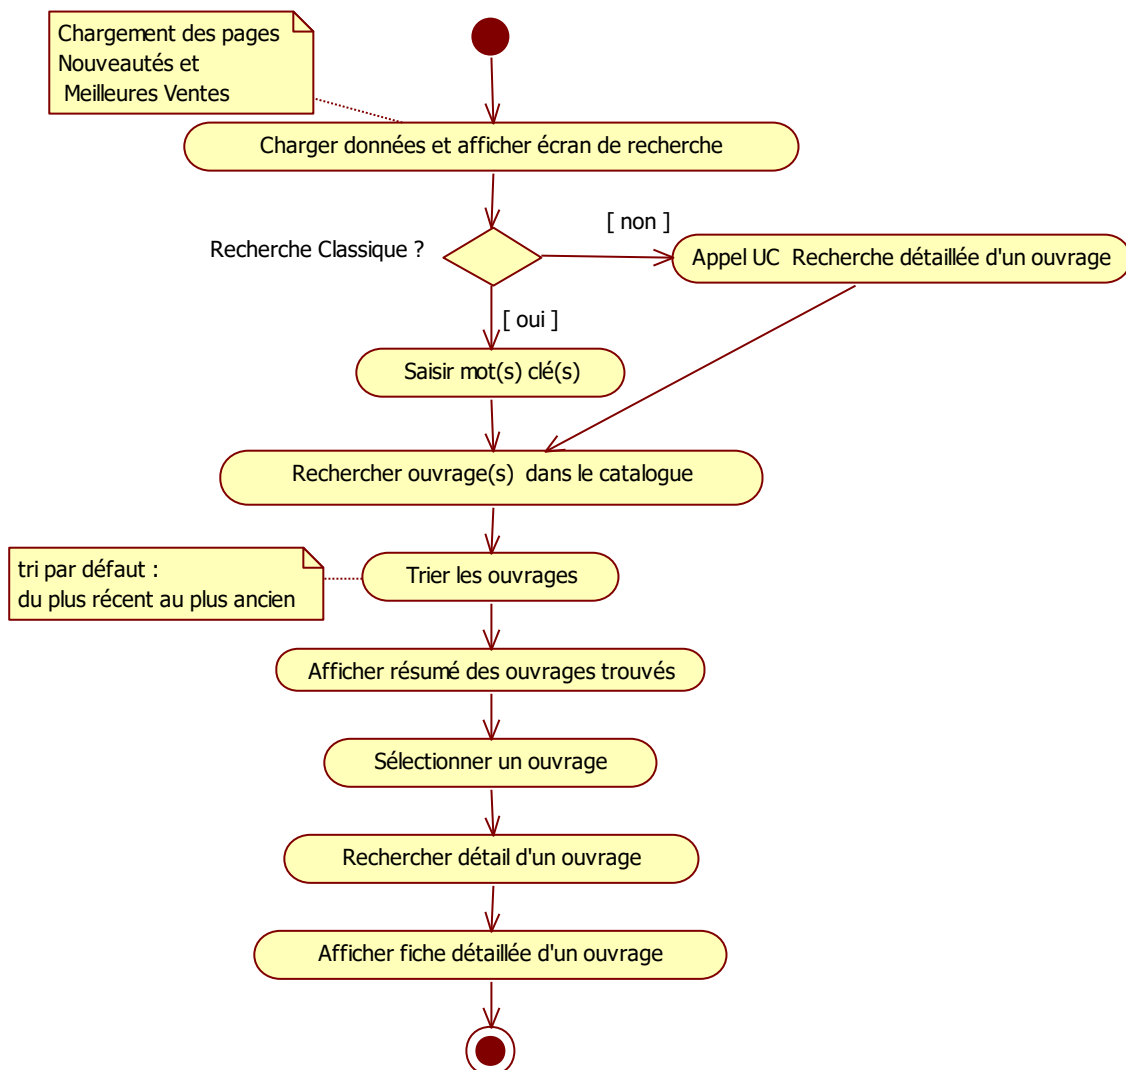 Chargement des pages
Nouveautés et
Meilleures Ventes
Charger données et afficher écran de recherche
[ non ]
Recherche Classique ?
Appel UC  Recherche détaillée d'un ouvrage
[ oui ]
Saisir mot(s) clé(s)
Rechercher ouvrage(s)  dans le catalogue
tri par défaut :
du plus récent au plus ancien
Trier les ouvrages
Afficher résumé des ouvrages trouvés
Sélectionner un ouvrage
Rechercher détail d'un ouvrage
Afficher fiche détaillée d'un ouvrage